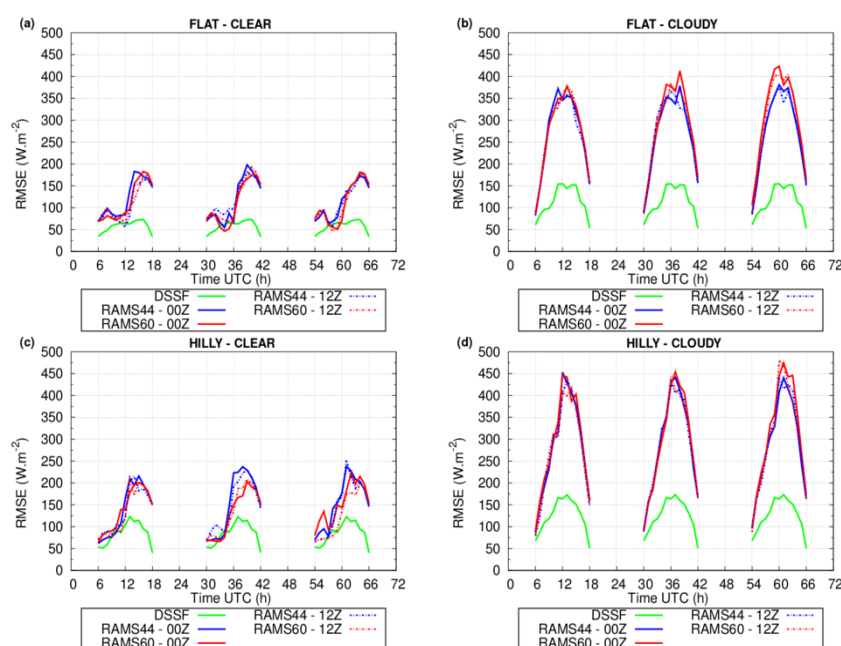 (a) FLAT - CLEAR
RMSE (W.m⁻²)
500
450
400
350
300
250
200
150
100
50
0
0 6 12 18 24 30 36 42 48 54 60 66 72
Time UTC (h)
DSSF RAMS44 - 12Z
RAMS44 - 00Z RAMS60 - 12Z
RAMS60 - 00Z
(b) FLAT - CLOUDY
RMSE (W.m⁻²)
500
450
400
350
300
250
200
150
100
50
0
0 6 12 18 24 30 36 42 48 54 60 66 72
Time UTC (h)
DSSF RAMS44 - 12Z
RAMS44 - 00Z RAMS60 - 12Z
RAMS60 - 00Z
(c) HILLY - CLEAR
RMSE (W.m⁻²)
500
450
400
350
300
250
200
150
100
50
0
0 6 12 18 24 30 36 42 48 54 60 66 72
Time UTC (h)
DSSF RAMS44 - 12Z
RAMS44 - 00Z RAMS60 - 12Z
RAMS60 - 00Z
(d) HILLY - CLOUDY
RMSE (W.m⁻²)
500
450
400
350
300
250
200
150
100
50
0
0 6 12 18 24 30 36 42 48 54 60 66 72
Time UTC (h)
DSSF RAMS44 - 12Z
RAMS44 - 00Z RAMS60 - 12Z
RAMS60 - 00Z